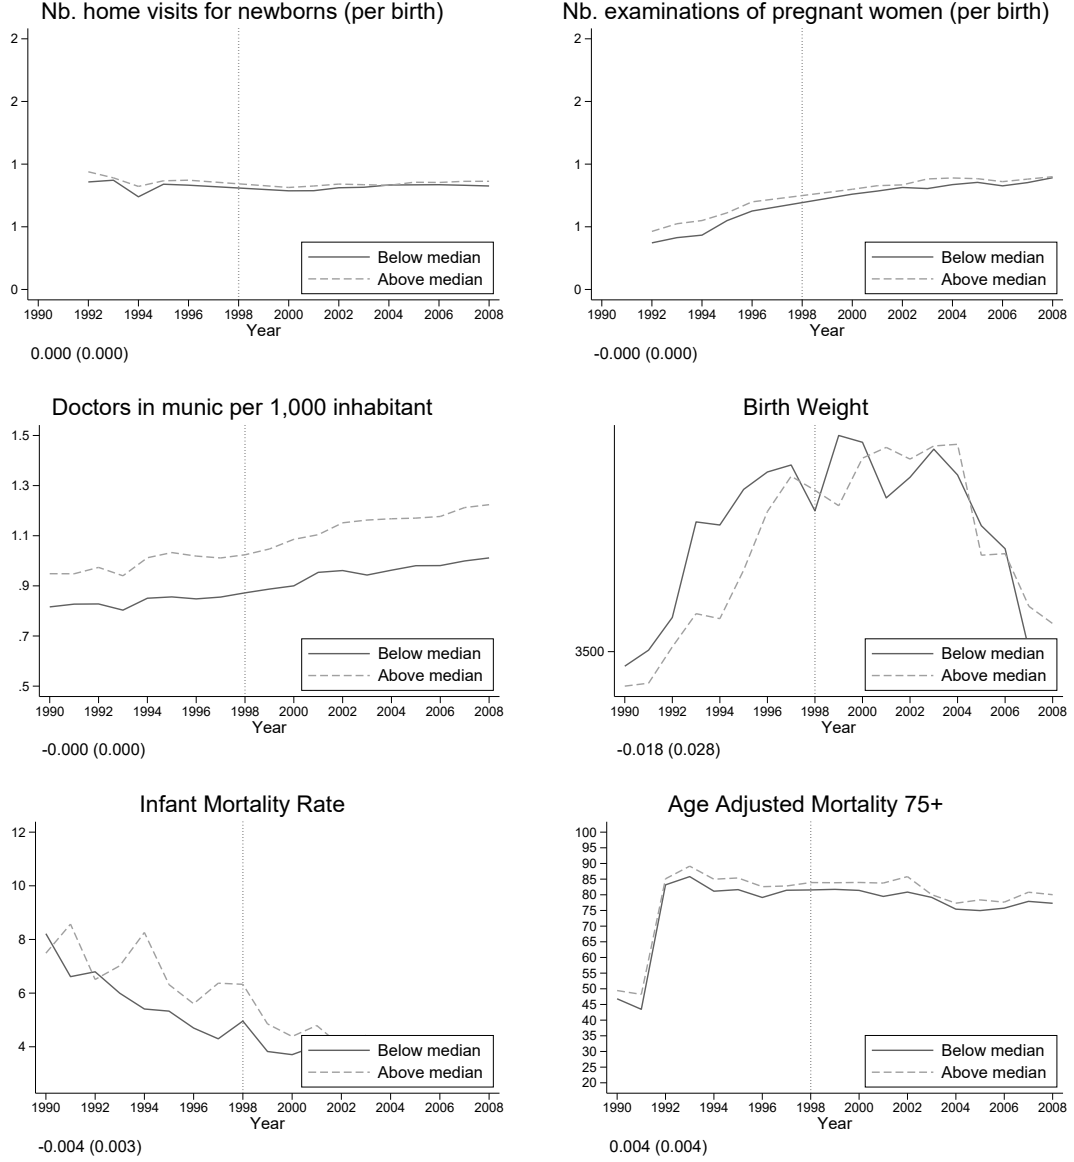 Nb. home visits for newborns (per birth)
2
2
1
1
0
1990 1992 1994 1996 1998 2000 2002 2004 2006 2008
Year
Below median
Above median
0.000 (0.000)
Nb. examinations of pregnant women (per birth)
2
2
1
1
0
1990 1992 1994 1996 1998 2000 2002 2004 2006 2008
Year
Below median
Above median
-0.000 (0.000)
Doctors in munic per 1,000 inhabitant
1.5
1.3
1.1
.9
.7
.5
1990 1992 1994 1996 1998 2000 2002 2004 2006 2008
Year
Below median
Above median
-0.000 (0.000)
Birth Weight
3500
1990 1992 1994 1996 1998 2000 2002 2004 2006 2008
Year
Below median
Above median
-0.018 (0.028)
Infant Mortality Rate
12
10
8
6
4
1990 1992 1994 1996 1998 2000 2002 2004 2006 2008
Year
Below median
Above median
-0.004 (0.003)
Age Adjusted Mortality 75+
100
95
90
85
80
75
70
65
60
55
50
45
40
35
30
25
20
1990 1992 1994 1996 1998 2000 2002 2004 2006 2008
Year
Below median
Above median
0.004 (0.004)